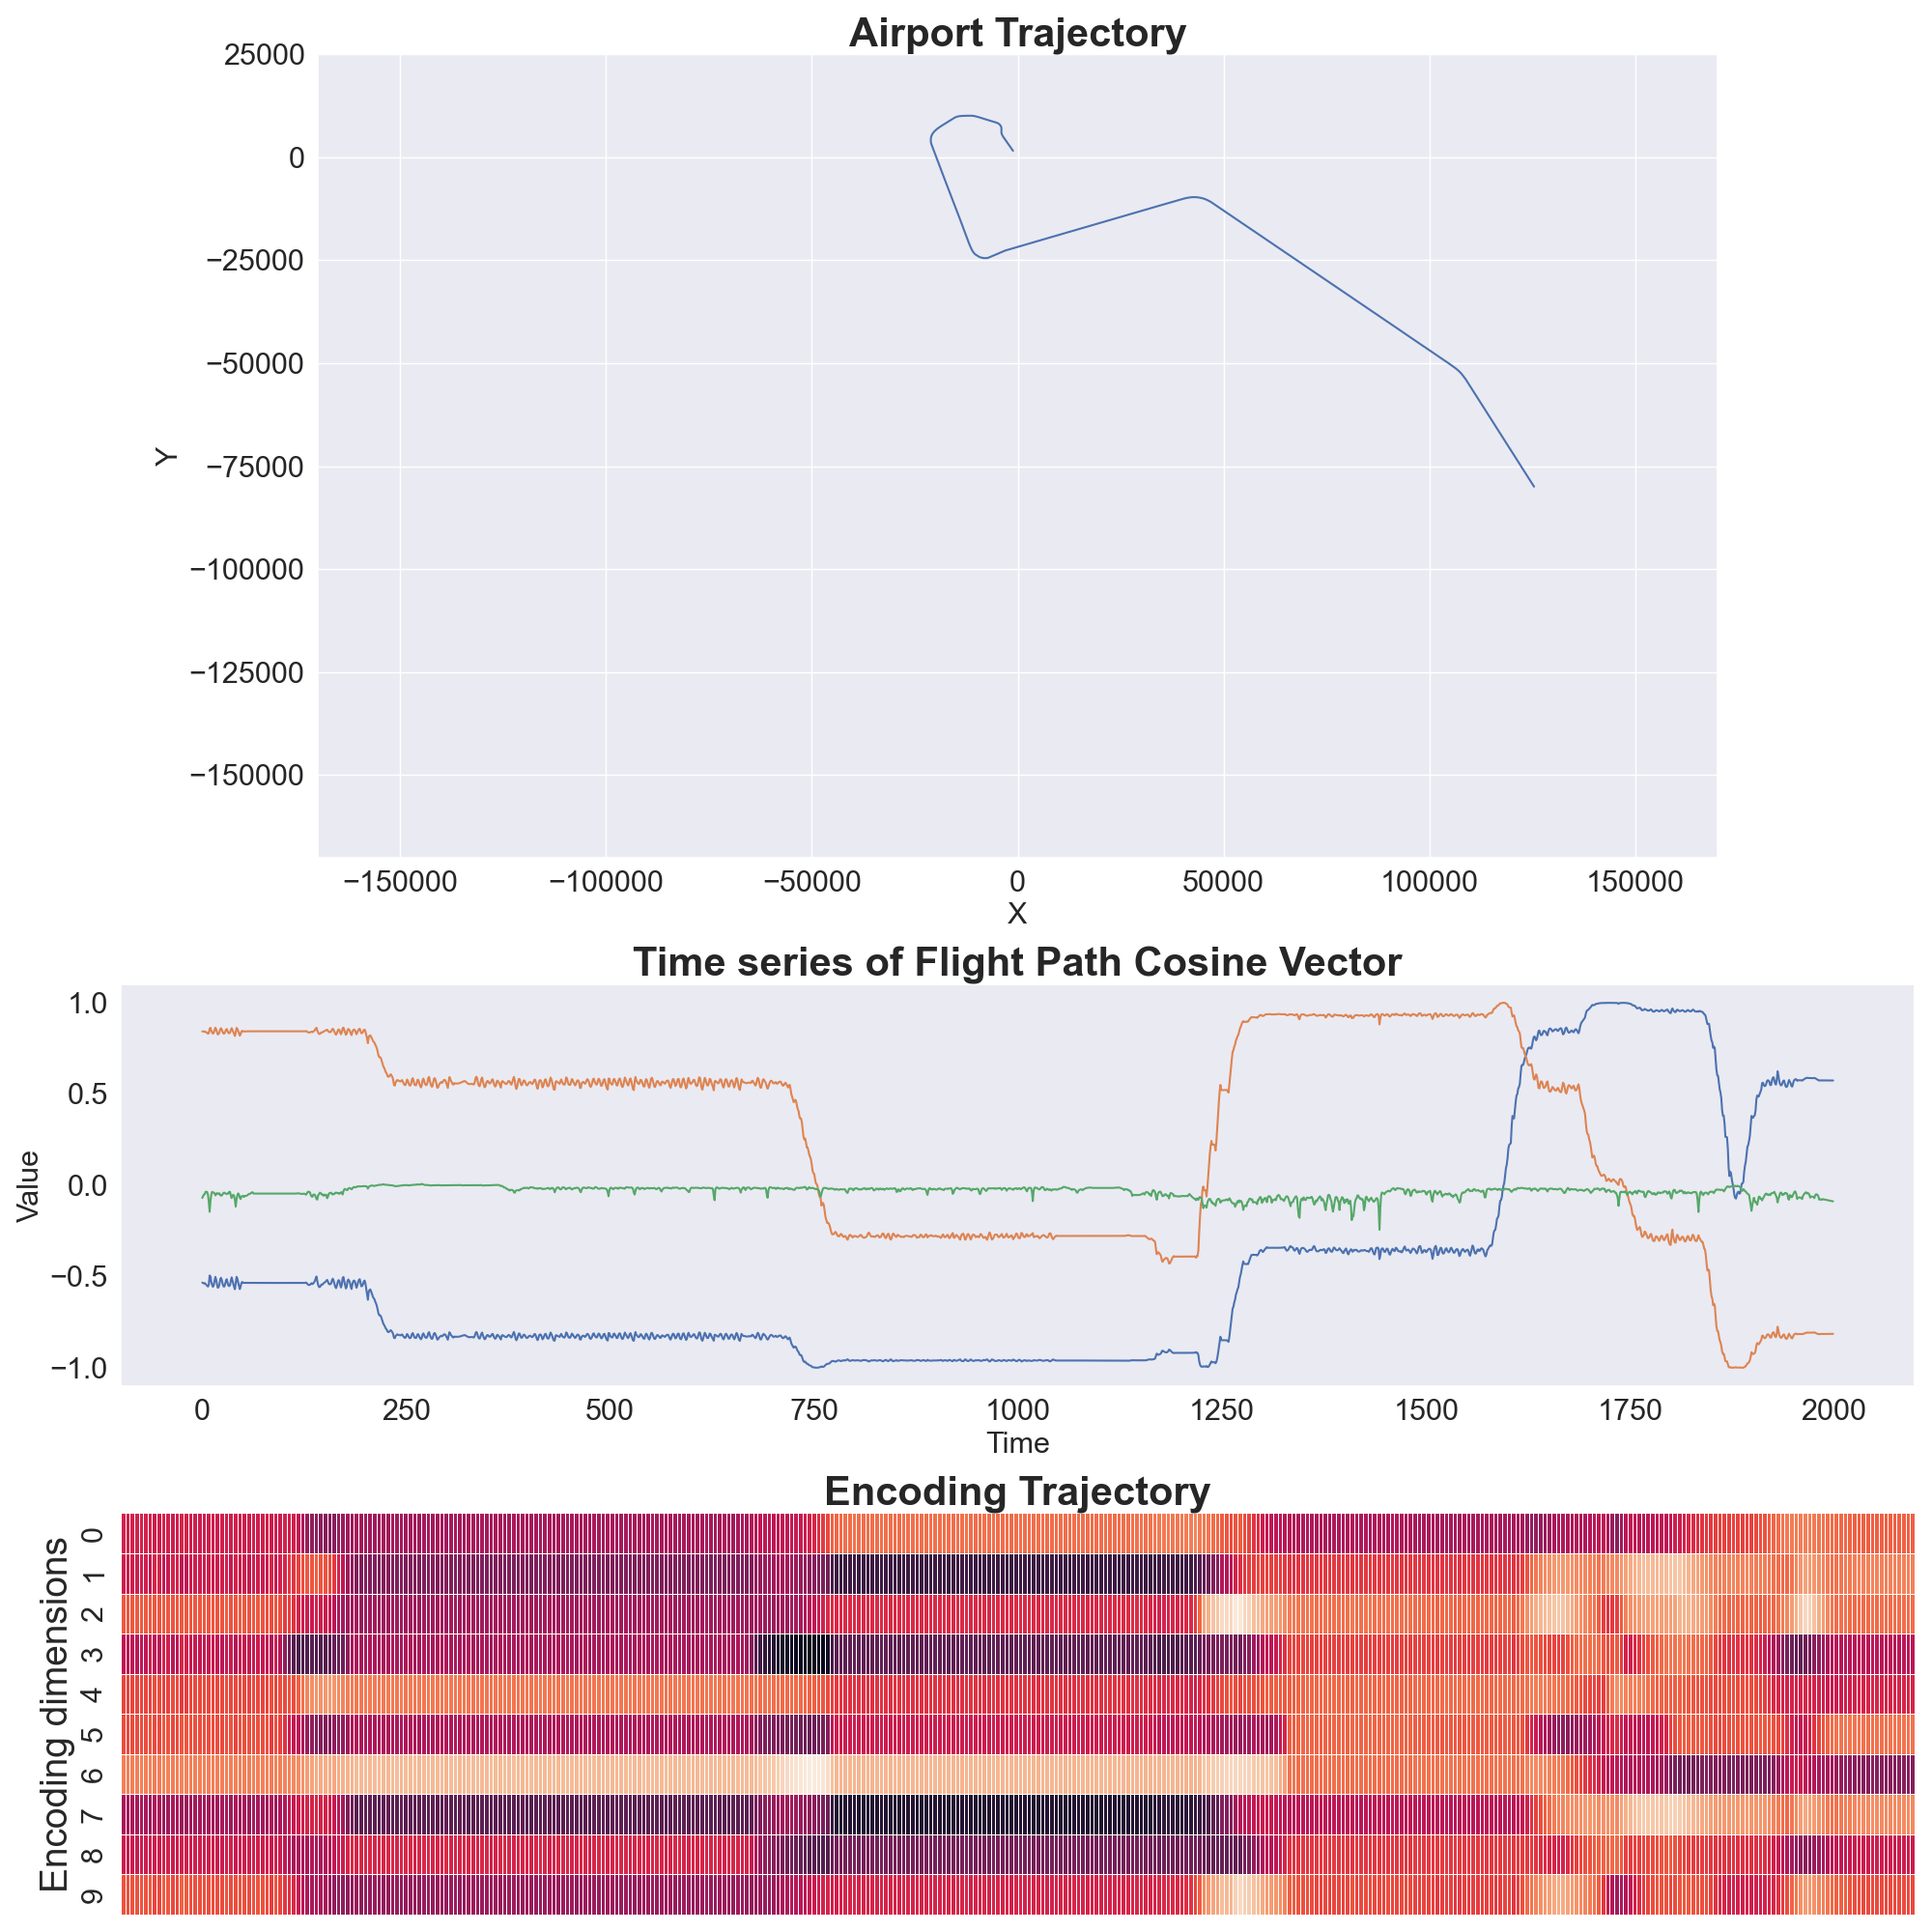 Airport Trajectory
25000
0
−25000
−50000
−75000
−100000
−125000
−150000
Y
−150000 −100000 −50000 0 50000 100000 150000
X
Time series of Flight Path Cosine Vector
1.0
0.5
0.0
−0.5
−1.0
Value
0 250 500 750 1000 1250 1500 1750 2000
Time
Encoding Trajectory
Encoding dimensions
0
1
2
3
4
5
6
7
8
9